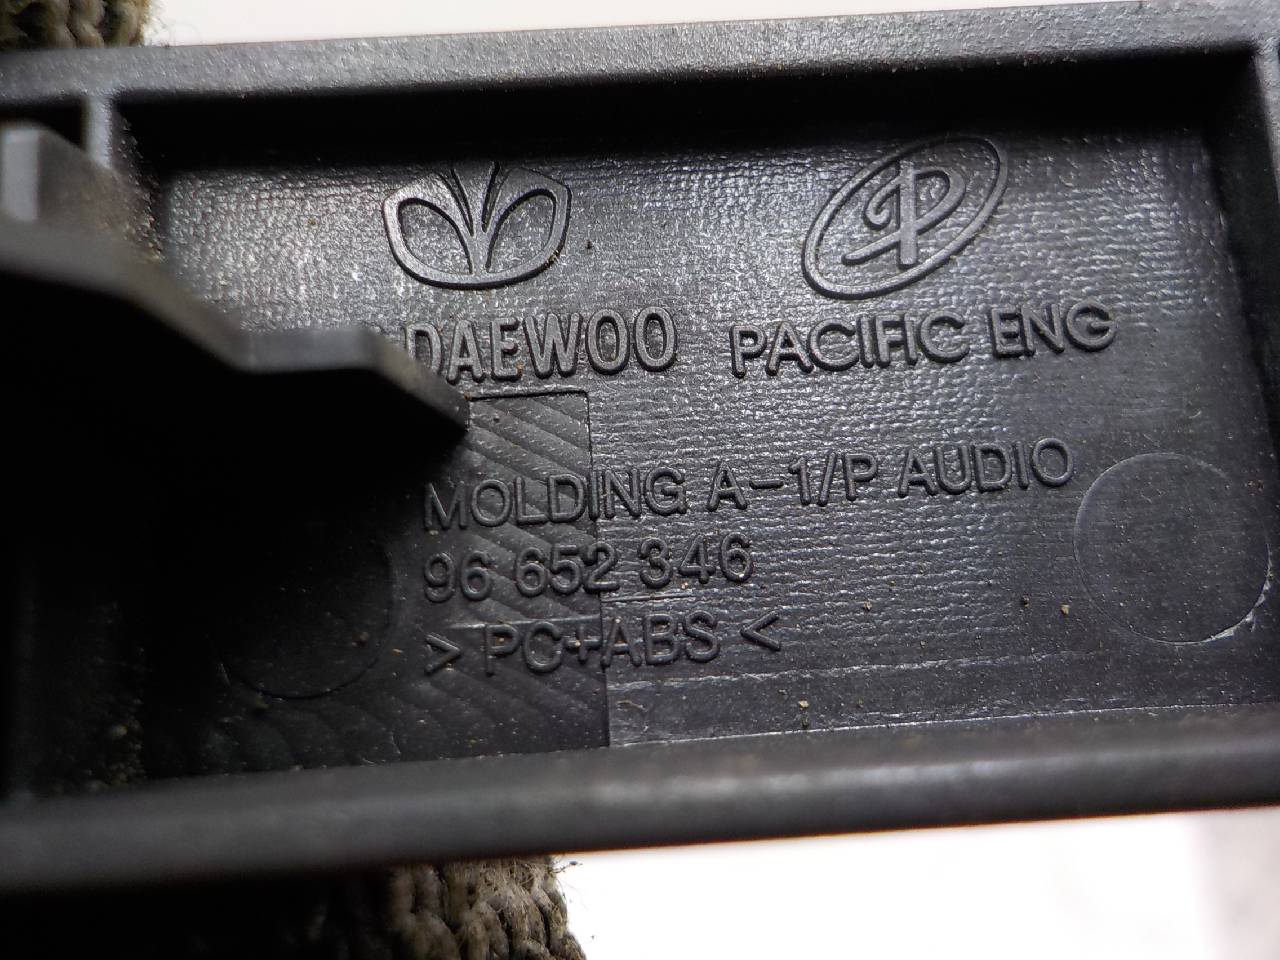 DAEWOO PACIFIC ENG
MOLDING A-1/P AUDIO
96 652 346
> PC+ABS <